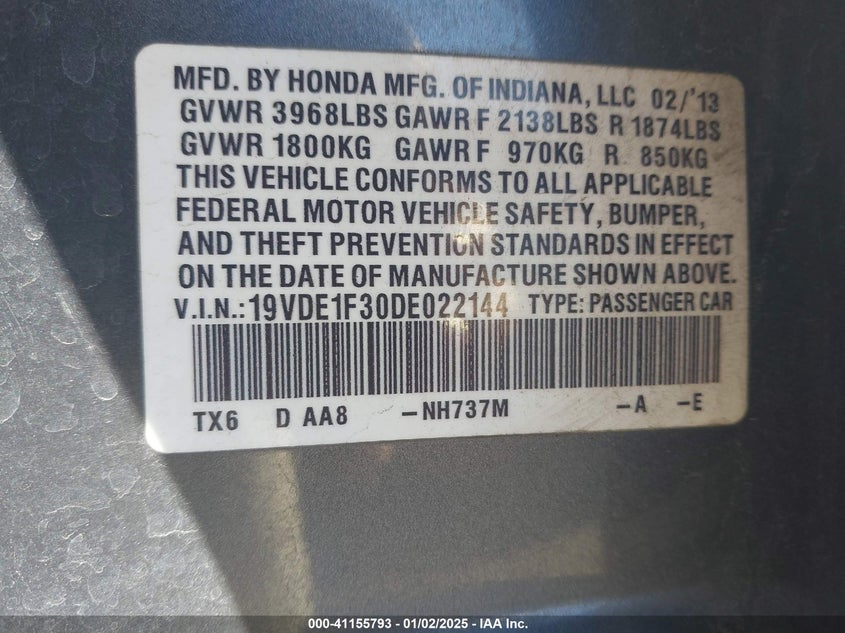 MFD. BY HONDA MFG. OF INDIANA, LLC 02/'13
GVWR 3968LBS GAWR F 2138LBS R 1874LBS
GVWR 1800KG GAWR F 970KG R. 850KG
THIS VEHICLE CONFORMS TO ALL APPLICABLE
FEDERAL MOTOR VEHICLE SAFETY, BUMPER,
AND THEFT PREVENTION STANDARDS IN EFFECT
ON THE DATE OF MANUFACTURE SHOWN ABOVE.
V.I.N.: 19VDE1F30DE022144 TYPE: PASSENGER CAR
TX6 D AA8 -NH737M -A -E
000-41155793 - 01/02/2025 - IAA Inc.